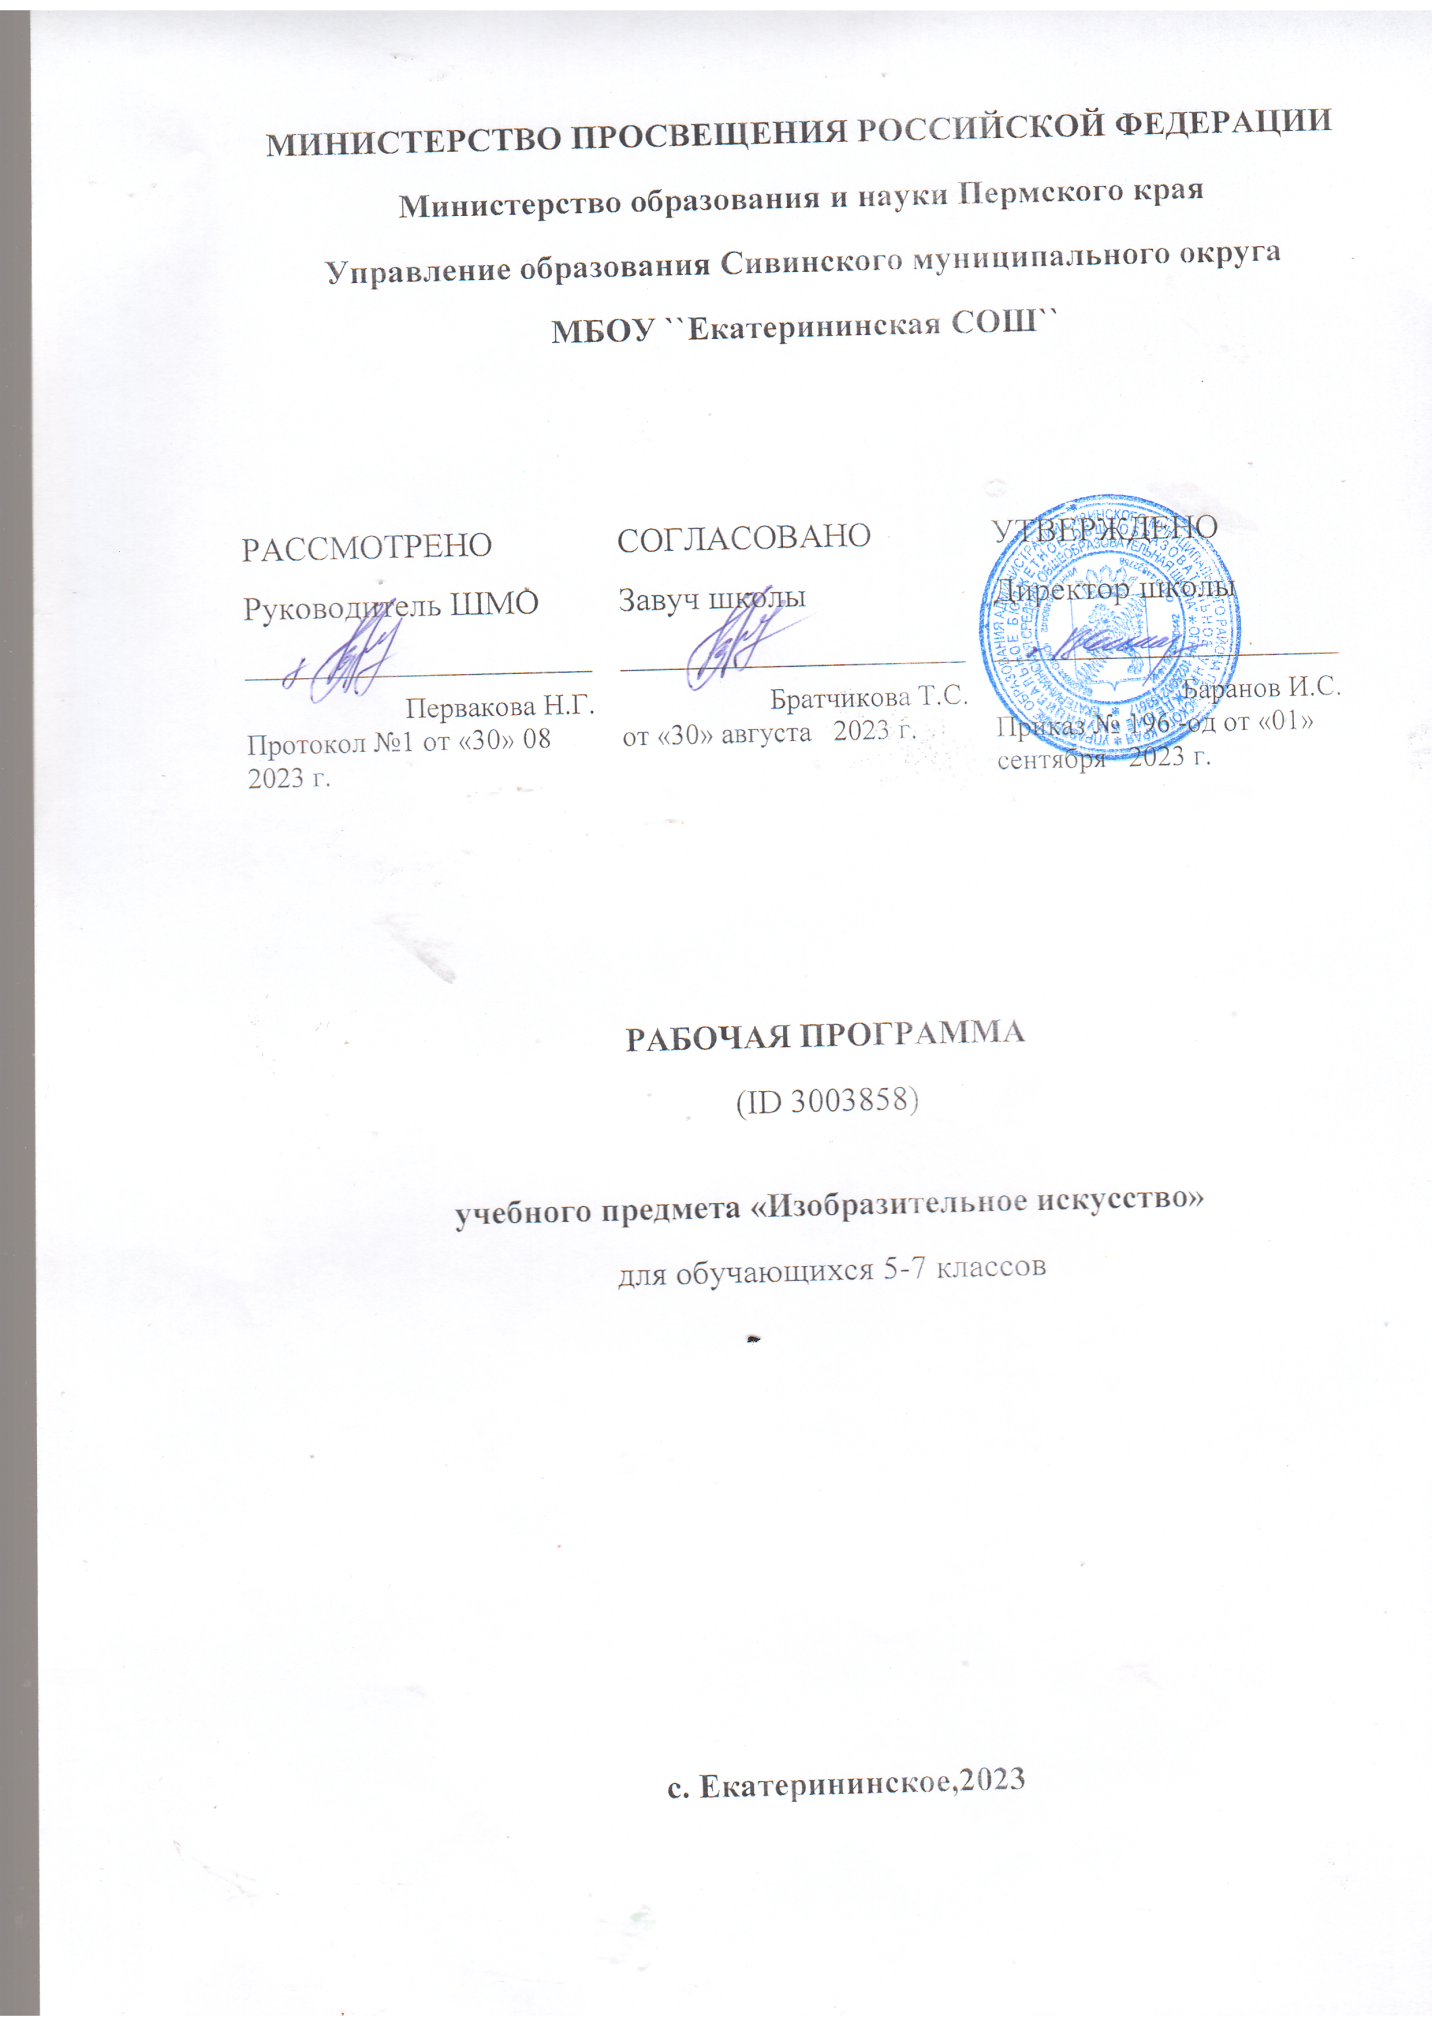 МИНИСТЕРСТВО ПРОСВЕЩЕНИЯ РОССИЙСКОЙ ФЕДЕРАЦИИ
Министерство образования и науки Пермского края
Управление образования Сивинского муниципального округа
МБОУ ``Екатерининская СОШ``
РАССМОТРЕНО
Руководитель ШМО
Первакова Н.Г.
Протокол №1 от «30» 08
2023 г.
СОГЛАСОВАНО
Завуч школы
Братчикова Т.С.
от «30» августа 2023 г.
УТВЕРЖДЕНО
Директор школы
Баранов И.С.
Приказ № 196 -од от «01»
сентября 2023 г.
РАБОЧАЯ ПРОГРАММА
(ID 3003858)
учебного предмета «Изобразительное искусство»
для обучающихся 5-7 классов
с. Екатерининское,2023